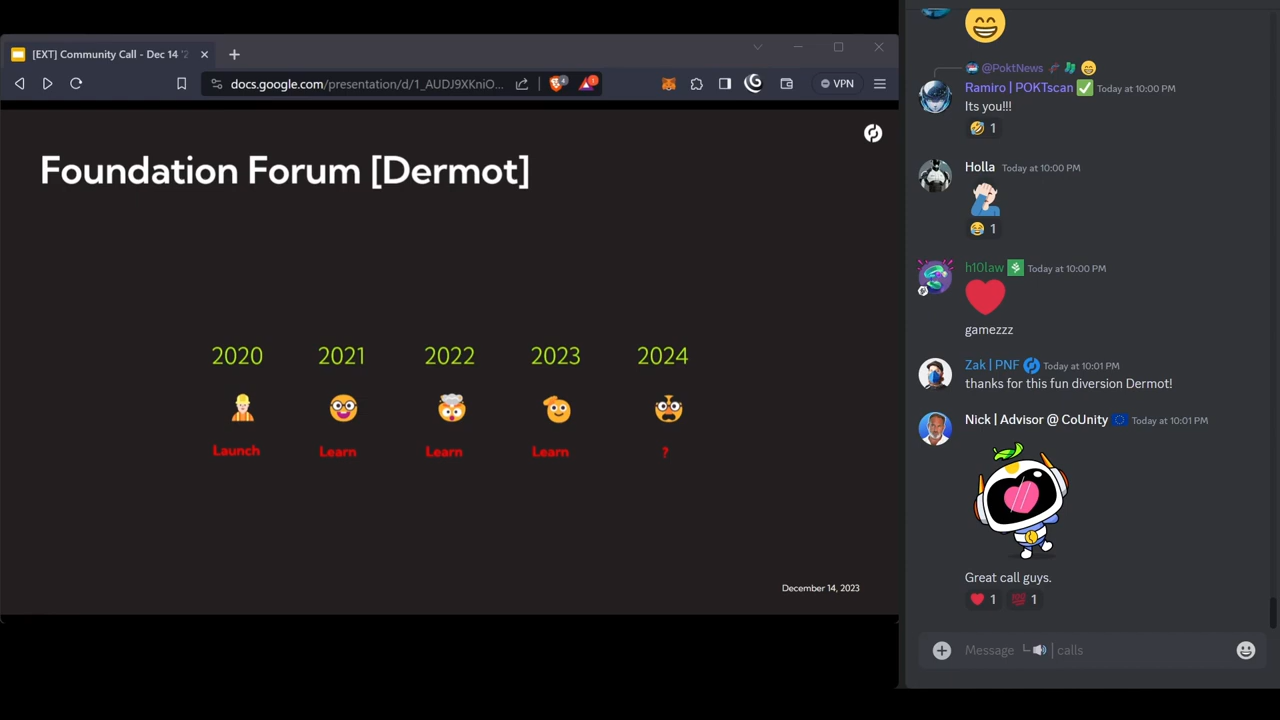 [EXT] Community Call - Dec 14 '2
docs.google.com/presentation/d/1_AUDJ9XKniO...
4
1
VPN
Foundation Forum [Dermot]
2020 2021 2022 2023 2024
Launch Learn Learn Learn ?
December 14, 2023
@PoktNews
Ramiro | POKTscan Today at 10:00 PM
Its you!!!
1
Holla Today at 10:00 PM
1
h10law Today at 10:00 PM
gamezzz
Zak | PNF Today at 10:01 PM
thanks for this fun diversion Dermot!
Nick | Advisor @ CoUnity Today at 10:01 PM
Great call guys.
1 1
Message | calls